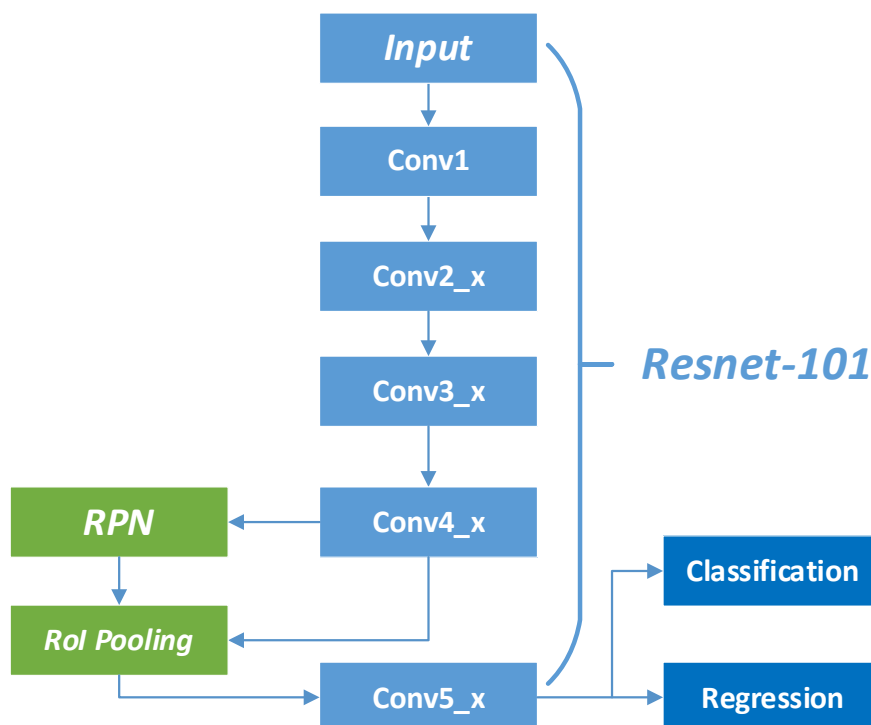 Input
Conv1
Conv2_x
Conv3_x
Resnet-101
RPN
Conv4_x
Classification
RoI Pooling
Conv5_x
Regression